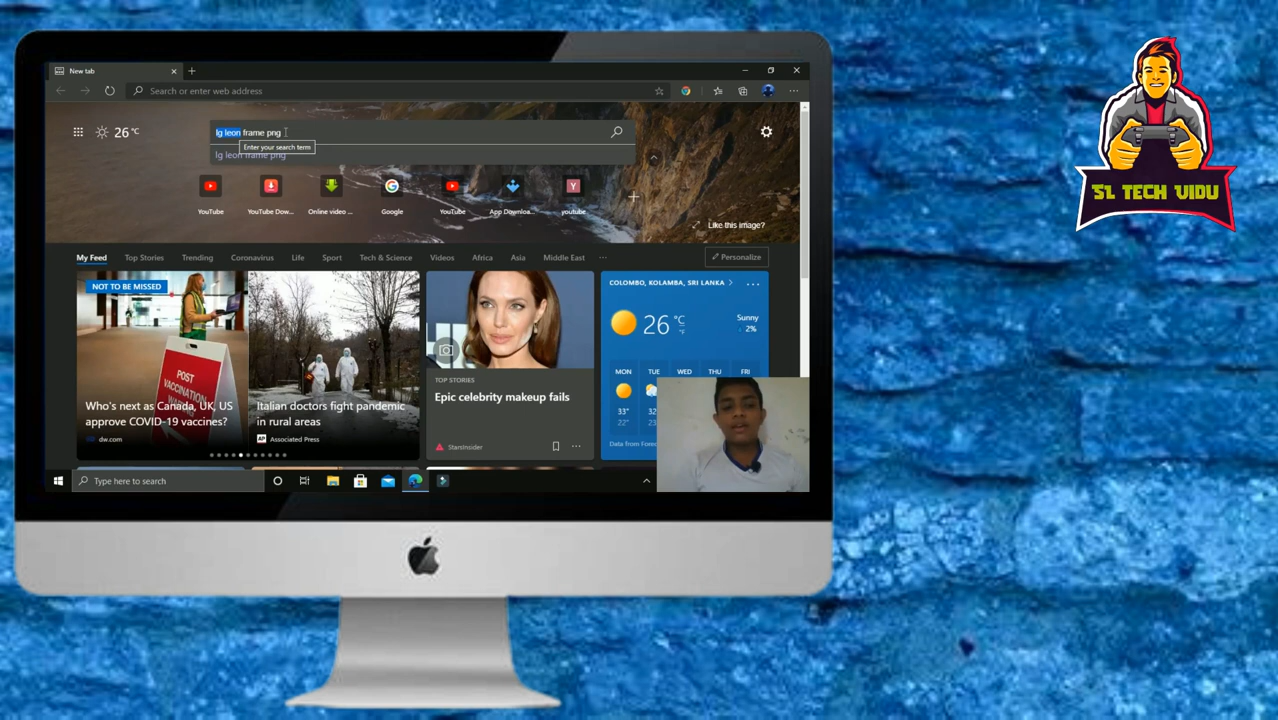 New tab
Search or enter web address
26 °C
lg leon frame png
Enter your search term
lg leon frame png
YouTube
YouTube Dow...
Online video ...
Google
YouTube
App Downloa...
youtube
Like this image?
My Feed
Top Stories
Trending
Coronavirus
Life
Sport
Tech & Science
Videos
Africa
Asia
Middle East
...
Personalize
NOT TO BE MISSED
POST
VACCINATION
Who's next as Canada, UK, US
approve COVID-19 vaccines?
dw.com
Italian doctors fight pandemic
in rural areas
AP Associated Press
TOP STORIES
Epic celebrity makeup fails
StarsInsider
COLOMBO, KOLAMBA, SRI LANKA
26 °C
°F
Sunny
2%
MON
TUE
WED
THU
FRI
33°
22°
Type here to search
SL TECH VIDU